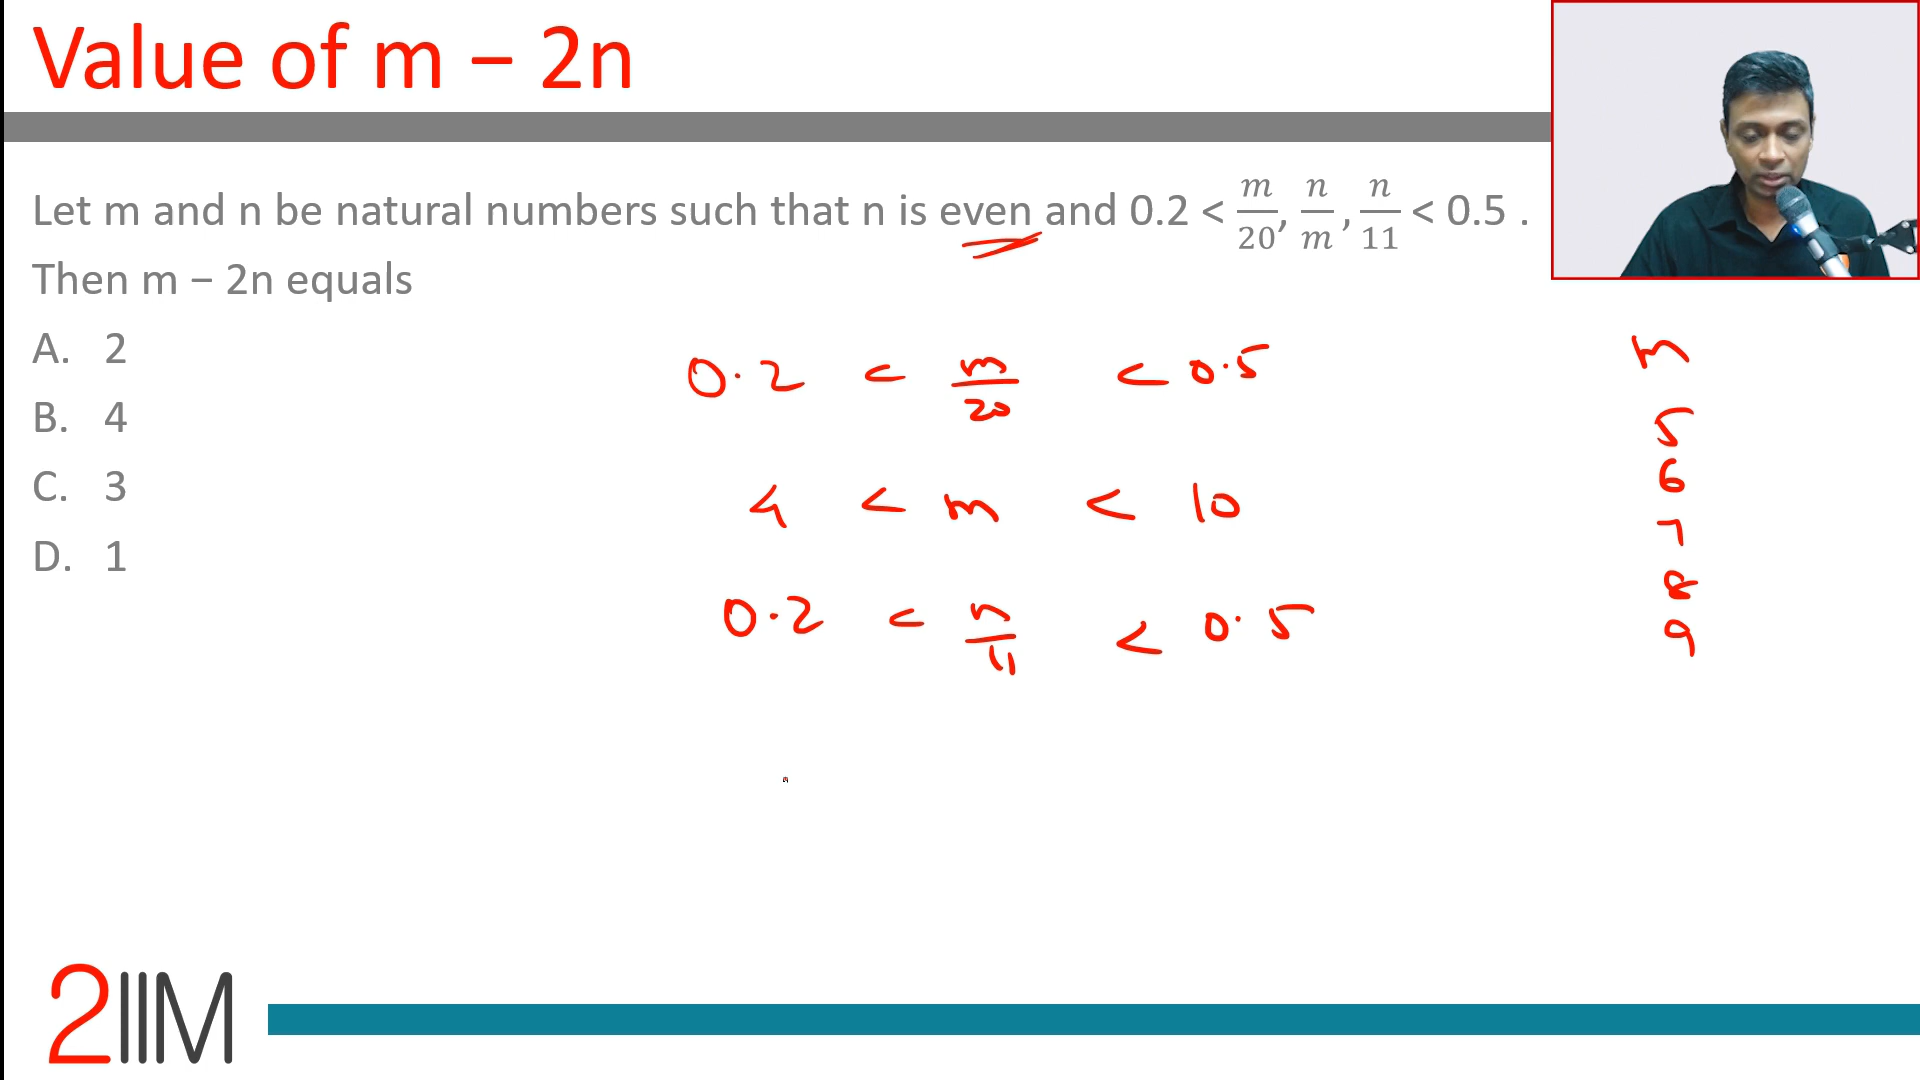 Value of m – 2n
Let m and n be natural numbers such that n is even and 0.2 < m/20, n/m, n/11 < 0.5 .
Then m – 2n equals
A. 2
B. 4
C. 3
D. 1
0.2 < m/20 < 0.5
4 < m < 10
0.2 < n/11 < 0.5
m
5
6
7
8
9
2IIM